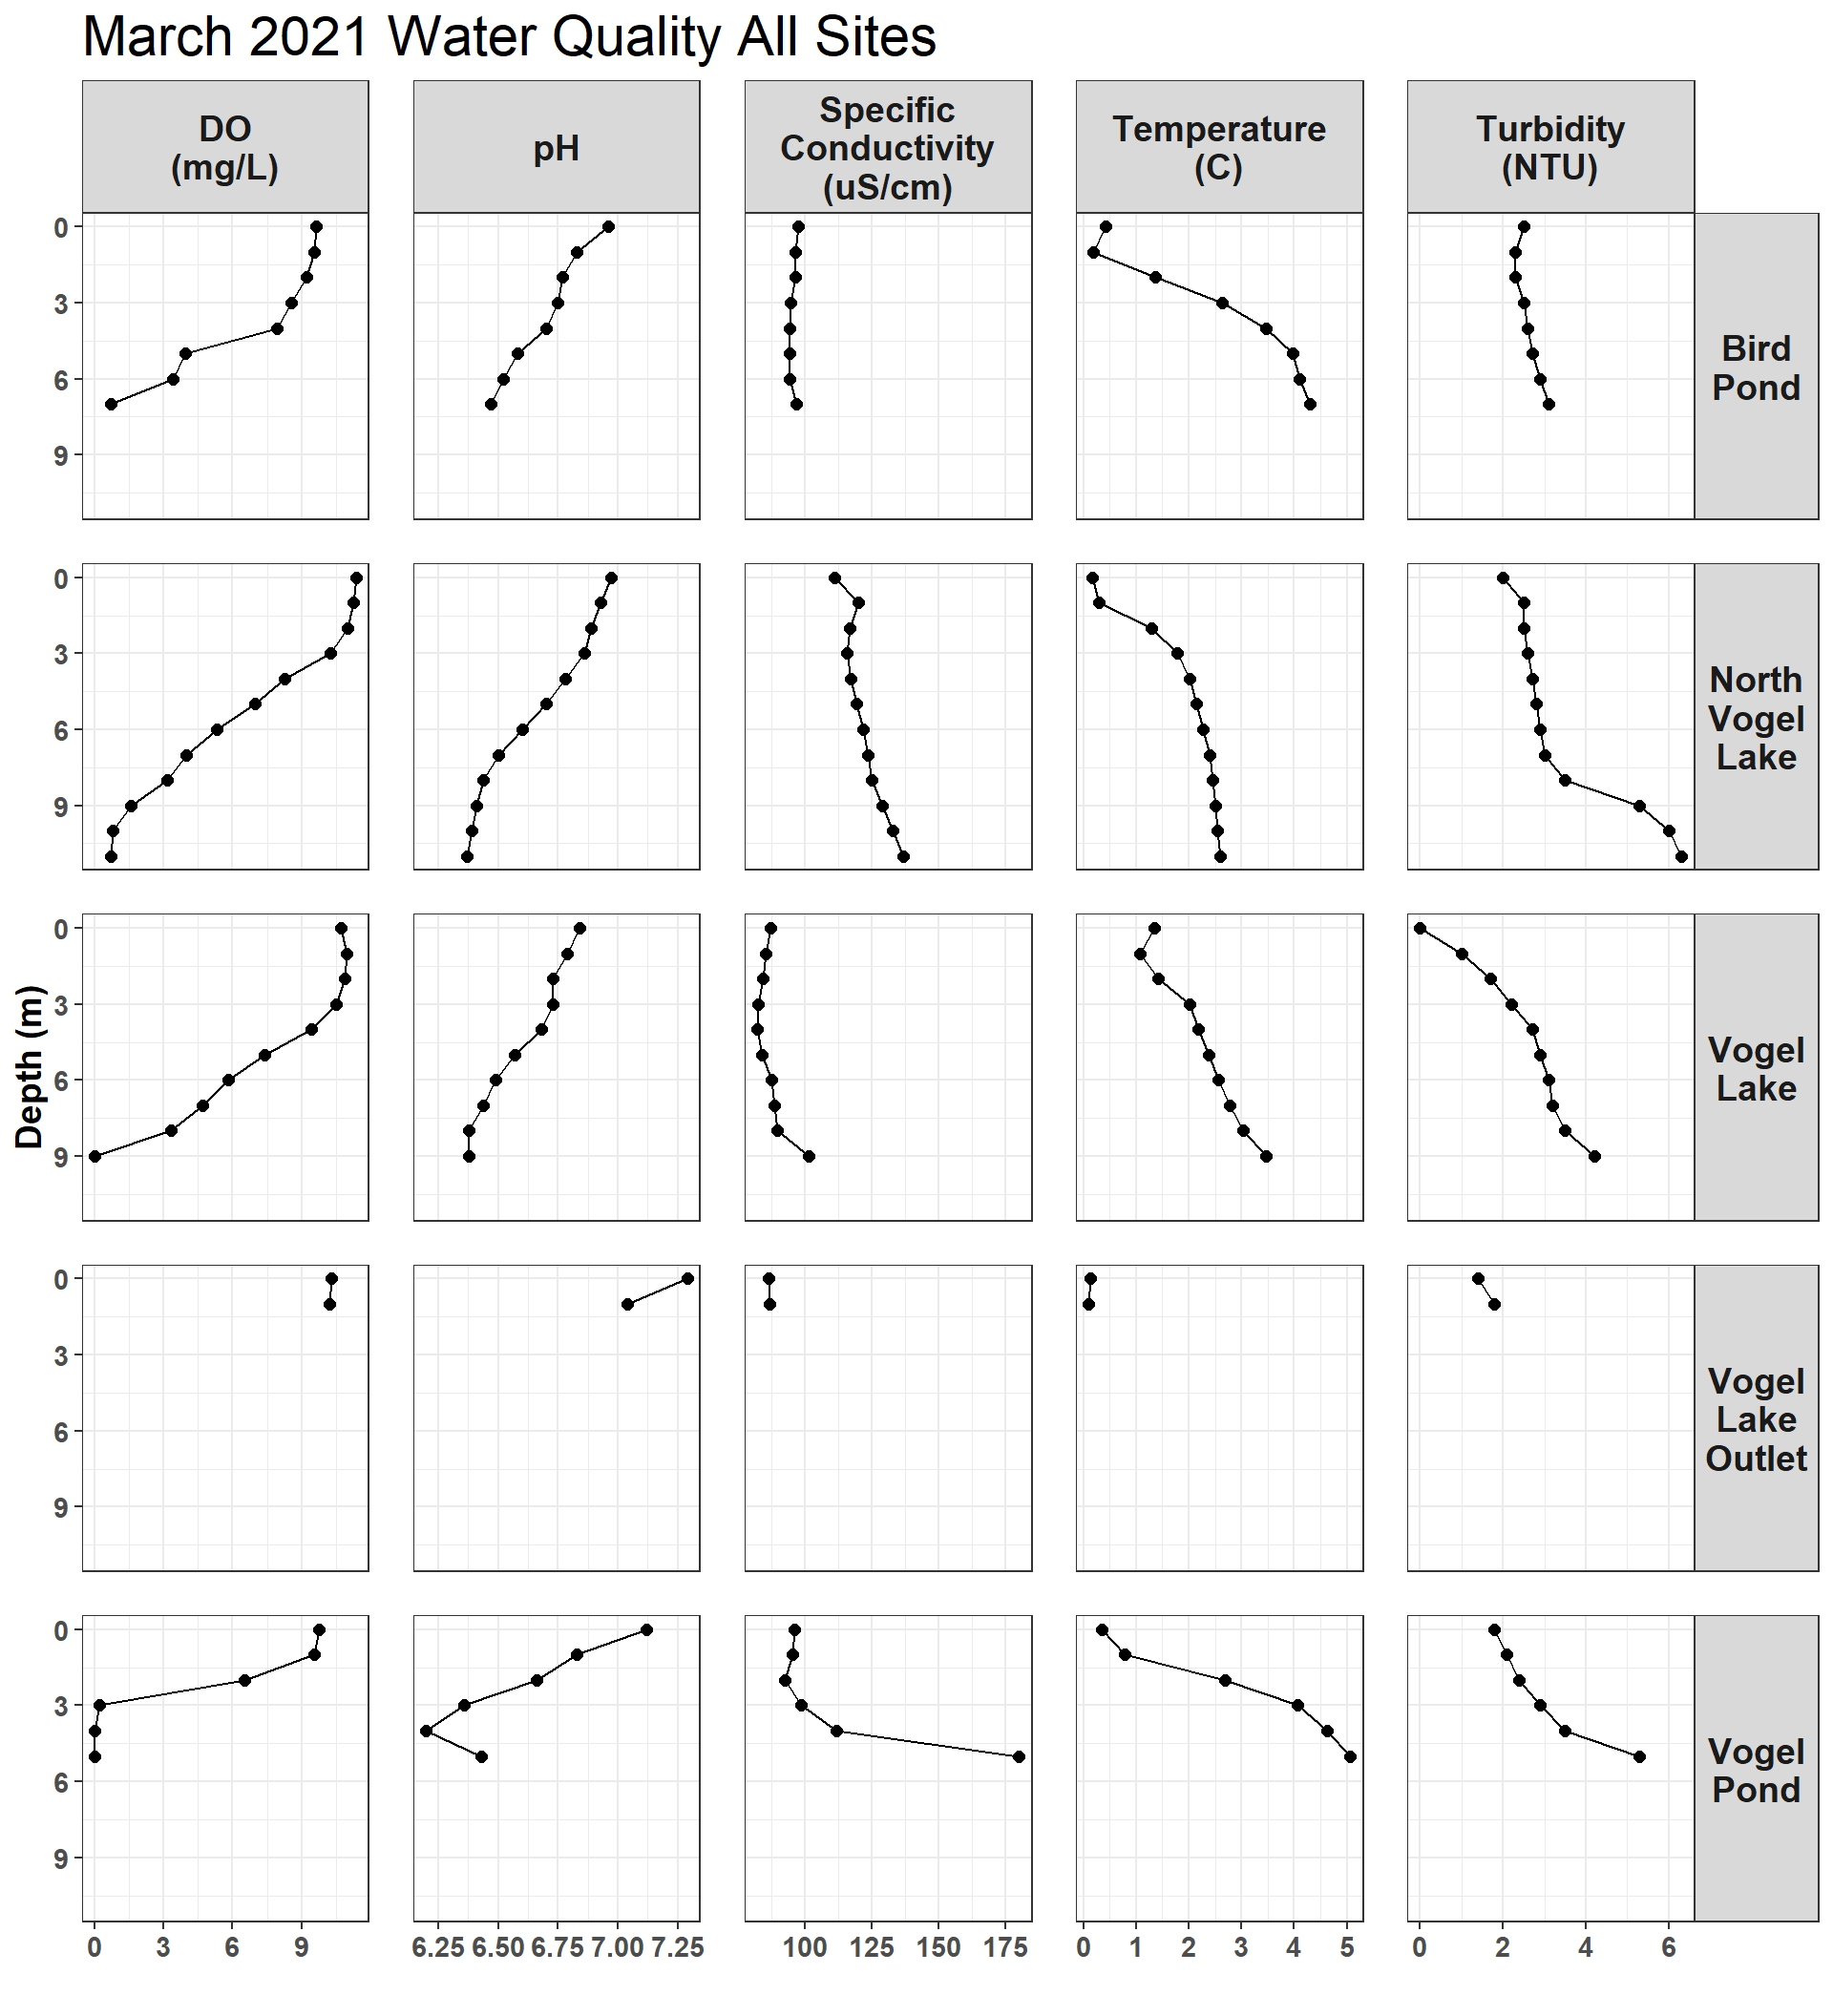 March 2021 Water Quality All Sites
DO
(mg/L)
pH
Specific
Conductivity
(uS/cm)
Temperature
(C)
Turbidity
(NTU)
0
3
6
9
Bird
Pond
0
3
6
9
North
Vogel
Lake
Depth (m)
0
3
6
9
Vogel
Lake
0
3
6
9
Vogel
Lake
Outlet
0
3
6
9
Vogel
Pond
0 3 6 9
6.25 6.50 6.75 7.00 7.25
100 125 150 175
0 1 2 3 4 5
0 2 4 6